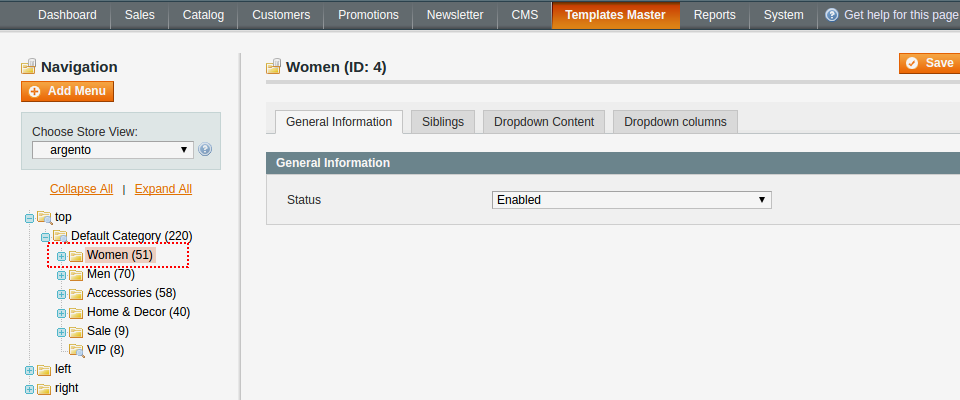 Dashboard Sales Catalog Customers Promotions Newsletter CMS Templates Master Reports System Get help for this page
Navigation
Add Menu
Choose Store View:
argento
Collapse All | Expand All
top
Default Category (220)
Women (51)
Men (70)
Accessories (58)
Home & Decor (40)
Sale (9)
VIP (8)
left
right
Women (ID: 4)
Save
General Information Siblings Dropdown Content Dropdown columns
General Information
Status Enabled